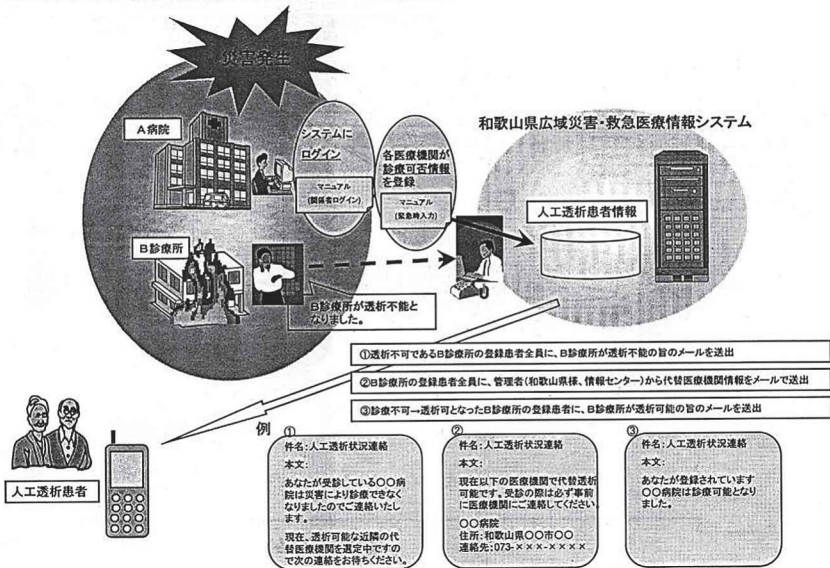 災害発生
A病院
システムに
ログイン
マニュアル
(関係者ログイン)
各医療機関が
診療可否情報
を登録
マニュアル
(緊急時入力)
和歌山県広域災害・救急医療情報システム
人工透析患者情報
B診療所
B診療所が透析不能と
なりました。
①透析不可であるB診療所の登録患者全員に、B診療所が透析不能の旨のメールを送出
②B診療所の登録患者全員に、管理者(和歌山県様、情報センター)から代替医療機関情報をメールで送出
③診療不可→透析可となったB診療所の登録患者に、B診療所が透析可能の旨のメールを送出
人工透析患者
例
①
件名:人工透析状況連絡
本文:
あなたが受診している〇〇病
院は災害により診療できなく
なりましたのでご連絡いたし
ます。
現在、透析可能な近隣の代
替医療機関を選定中ですの
で次の連絡をお待ちください。
②
件名:人工透析状況連絡
本文:
現在以下の医療機関で代替透析
可能です。受診の際は必ず事前
に医療機関にご連絡してください
〇〇病院
住所:和歌山県〇〇市〇〇
連絡先:073-×××-××××
③
件名:人工透析状況連絡
本文:
あなたが登録されています
〇〇病院は診療可能となり
ました。